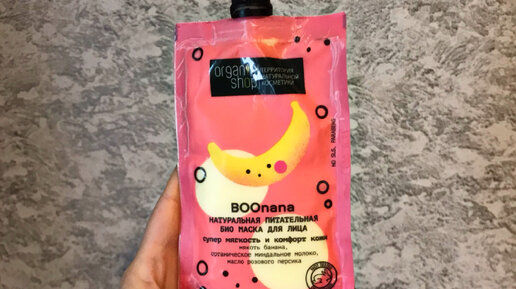 organic shop
ТЕРРИТОРИЯ
НАТУРАЛЬНОЙ
КОСМЕТИКИ
NO SLS, PARABENS
BOOnana
НАТУРАЛЬНАЯ ПИТАТЕЛЬНАЯ
БИО МАСКА ДЛЯ ЛИЦА
супер мягкость и комфорт кожи
мякоть банана,
органическое миндальное молоко,
масло розового персика